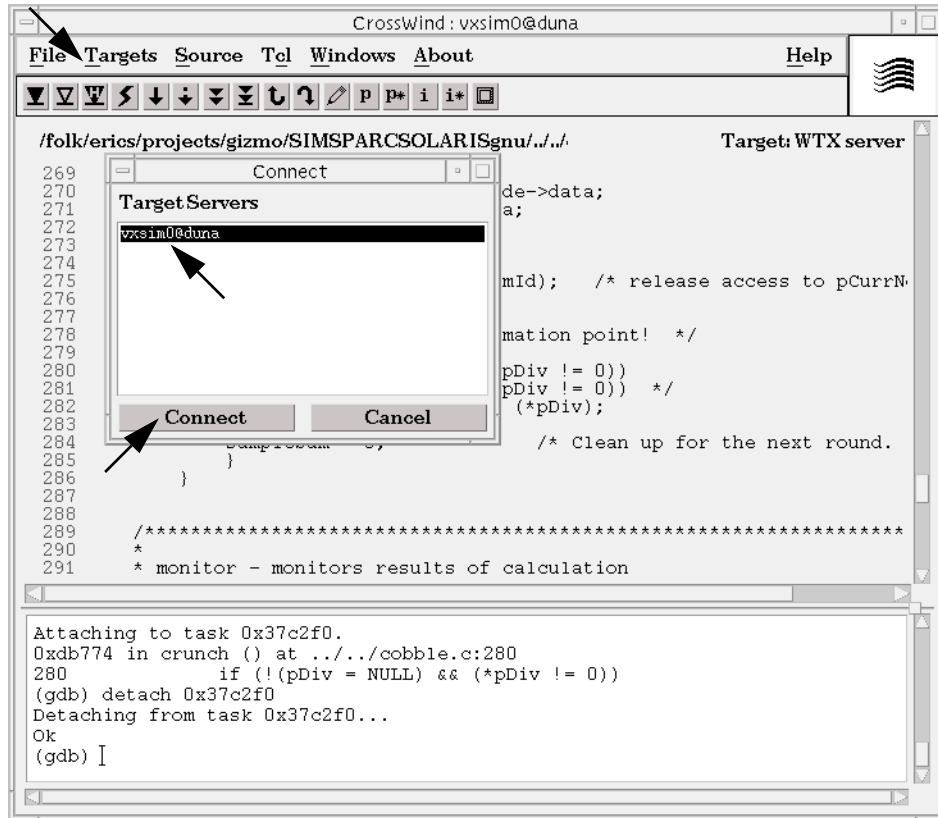 CrossWind : vxsim0@duna
File Targets Source Tcl Windows About Help
p p* i i*
/folk/erics/projects/gizmo/SIMSPARCSOLARISgnu/../../ Target: WTX server
Connect
Target Servers
vxsim0@duna
Connect Cancel
269
270 de->data;
271 a;
272
273
274
275 mId); /* release access to pCurrN
276
277
278 mation point! */
279
280 pDiv != 0))
281 pDiv != 0)) */
282 (*pDiv);
283
284 /* Clean up for the next round.
285 }
286 }
287
288
289 /******************************************************************
290 *
291 * monitor - monitors results of calculation
Attaching to task 0x37c2f0.
0xdb774 in crunch () at ../../cobble.c:280
280 if (!(pDiv = NULL) && (*pDiv != 0))
(gdb) detach 0x37c2f0
Detaching from task 0x37c2f0...
Ok
(gdb)